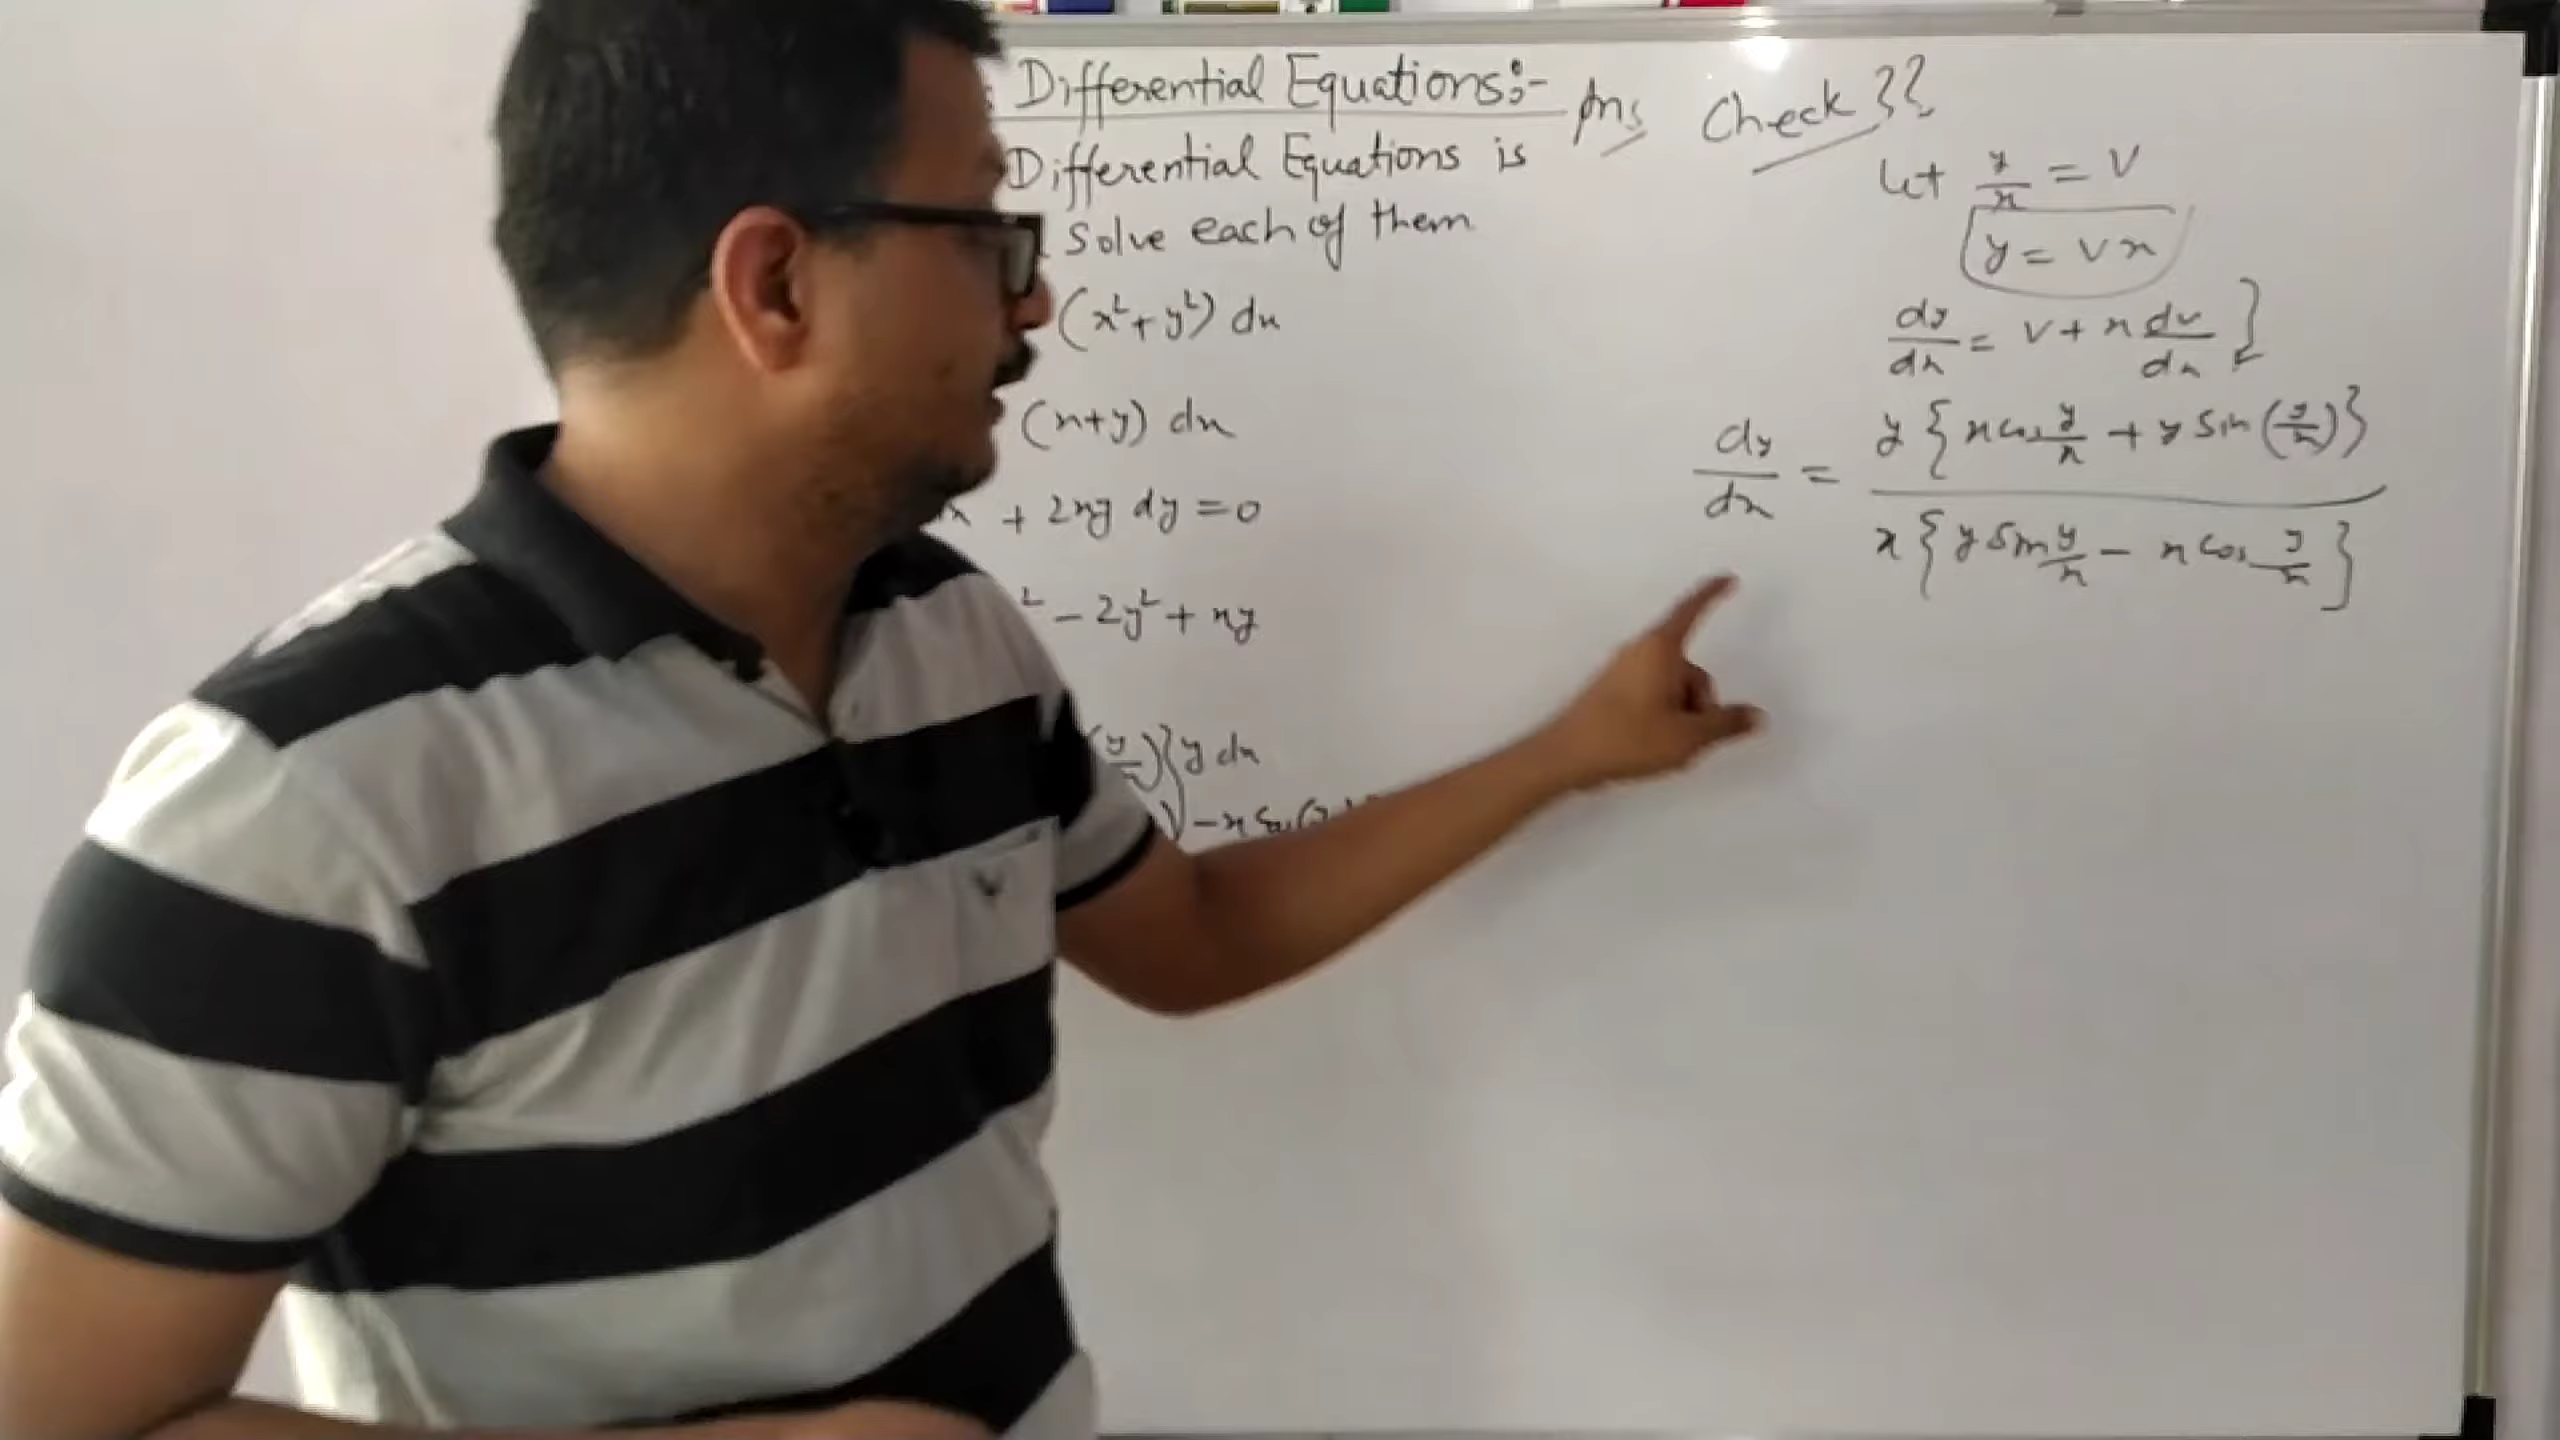 Differential Equations:- Ans Check ??
Differential Equations is
Solve each of them
(x²+y²) dx
(x+y) dx
x + 2xy dy = 0
² - 2y² + xy
(y/x)} y dx
Let y/x = v
y = vx
dy/dx = v + x dv/dx }
dy/dx = y { x cos y/x + y sin (y/x) } / x { y sin y/x - x cos y/x }